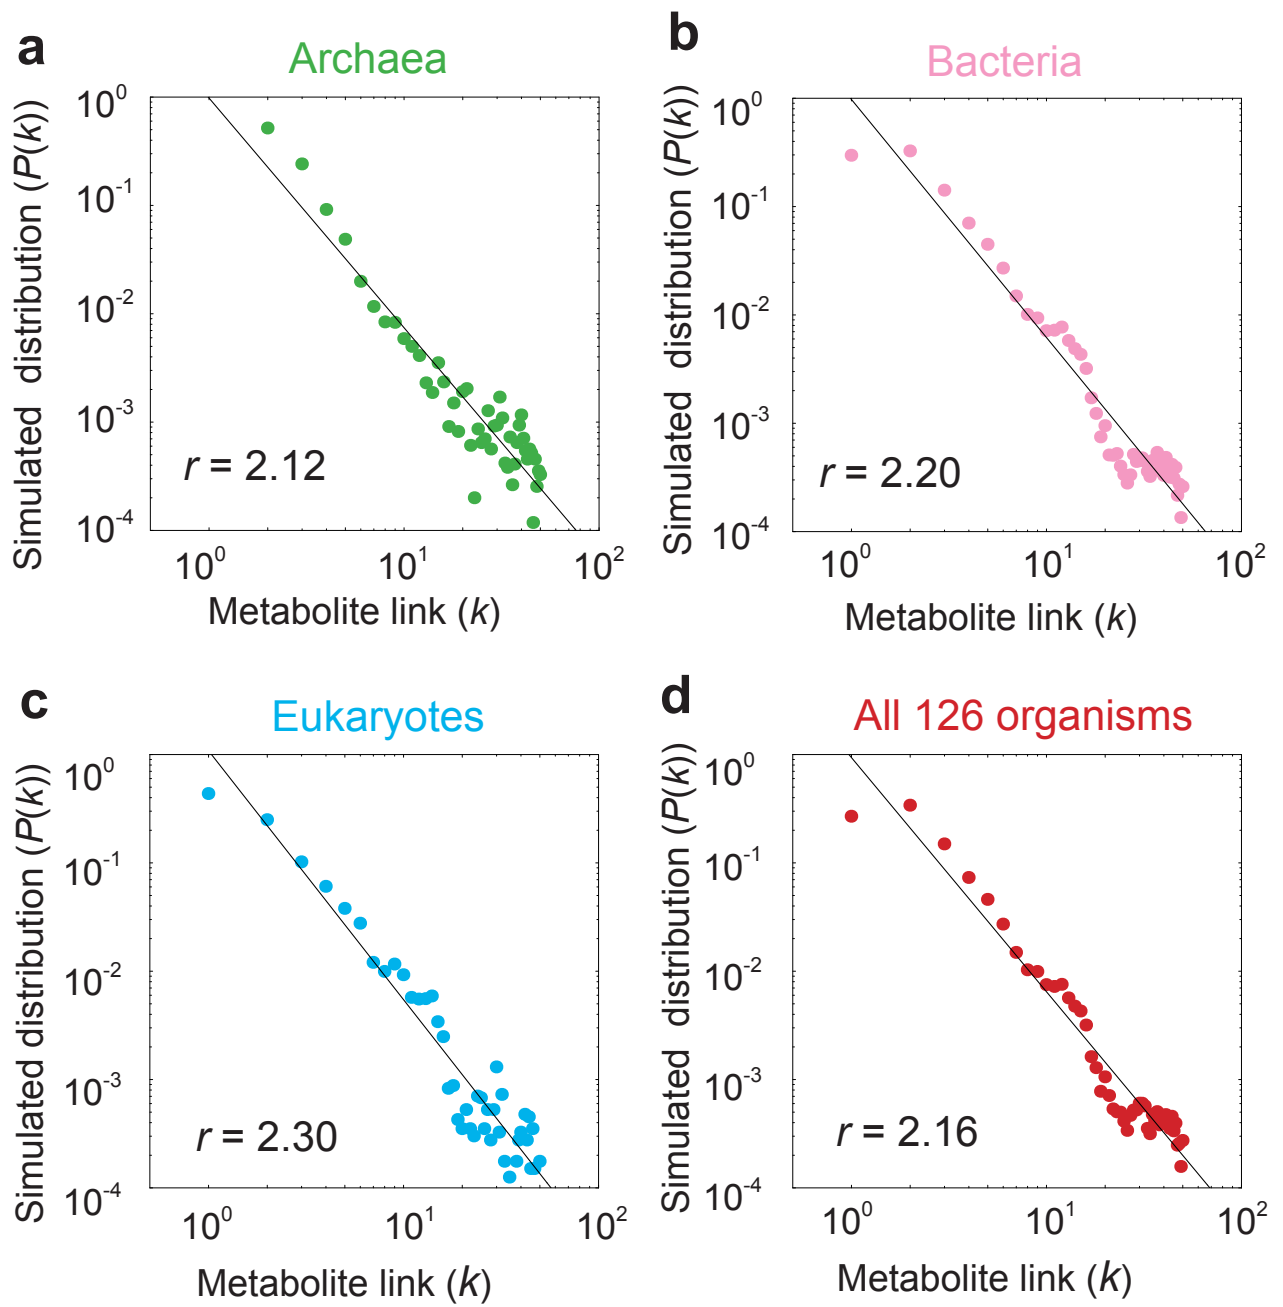 a
Archaea
Simulated distribution (P(k))
10^0
10^-1
10^-2
10^-3
10^-4
r = 2.12
10^0 10^1 10^2
Metabolite link (k)
b
Bacteria
Simulated distribution (P(k))
10^0
10^-1
10^-2
10^-3
10^-4
r = 2.20
10^0 10^1 10^2
Metabolite link (k)
c
Eukaryotes
Simulated distribution (P(k))
10^0
10^-1
10^-2
10^-3
10^-4
r = 2.30
10^0 10^1 10^2
Metabolite link (k)
d
All 126 organisms
Simulated distribution (P(k))
10^0
10^-1
10^-2
10^-3
10^-4
r = 2.16
10^0 10^1 10^2
Metabolite link (k)